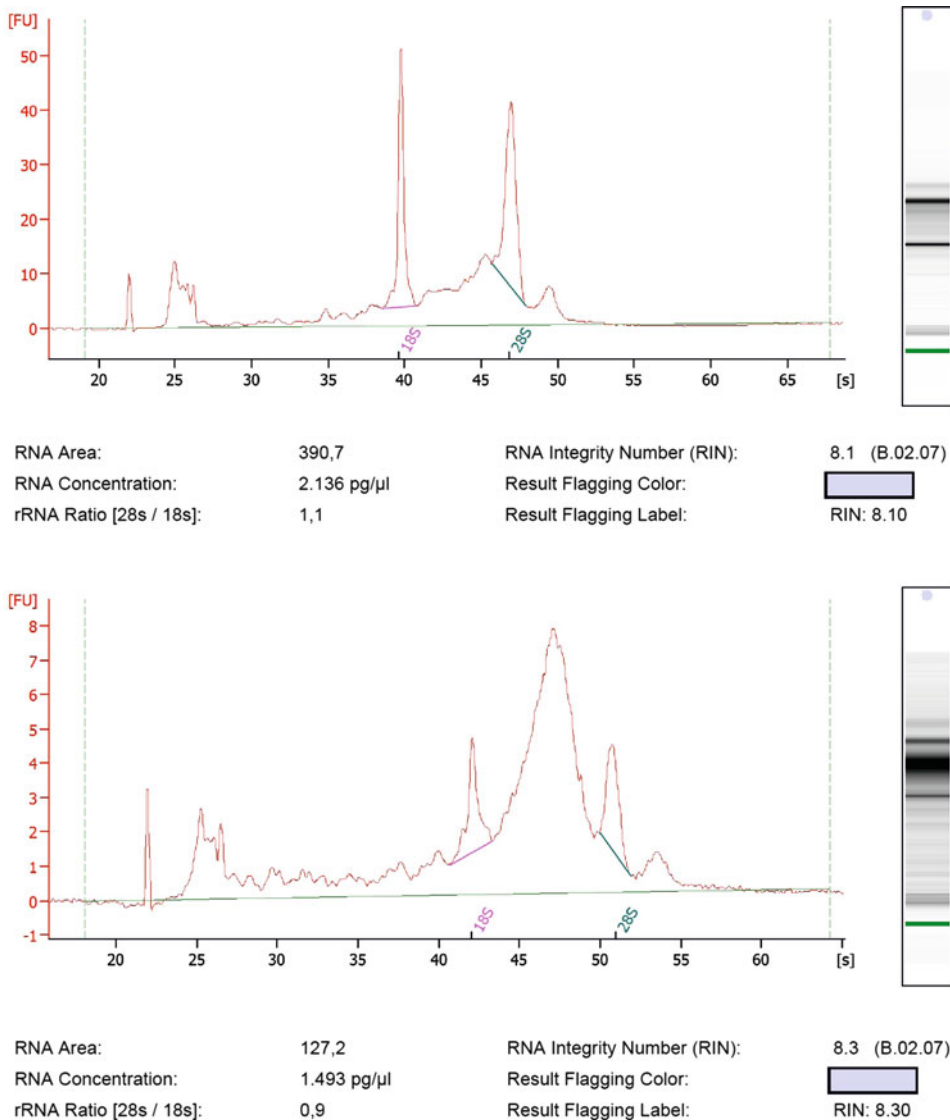 [FU]
50
40
30
20
10
0
18S 28S
20 25 30 35 40 45 50 55 60 65 [s]
RNA Area: 390,7 RNA Integrity Number (RIN): 8.1 (B.02.07)
RNA Concentration: 2.136 pg/µl Result Flagging Color:
rRNA Ratio [28s / 18s]: 1,1 Result Flagging Label: RIN: 8.10
[FU]
8
7
6
5
4
3
2
1
0
-1
18S 28S
20 25 30 35 40 45 50 55 60 [s]
RNA Area: 127,2 RNA Integrity Number (RIN): 8.3 (B.02.07)
RNA Concentration: 1.493 pg/µl Result Flagging Color:
rRNA Ratio [28s / 18s]: 0,9 Result Flagging Label: RIN: 8.30